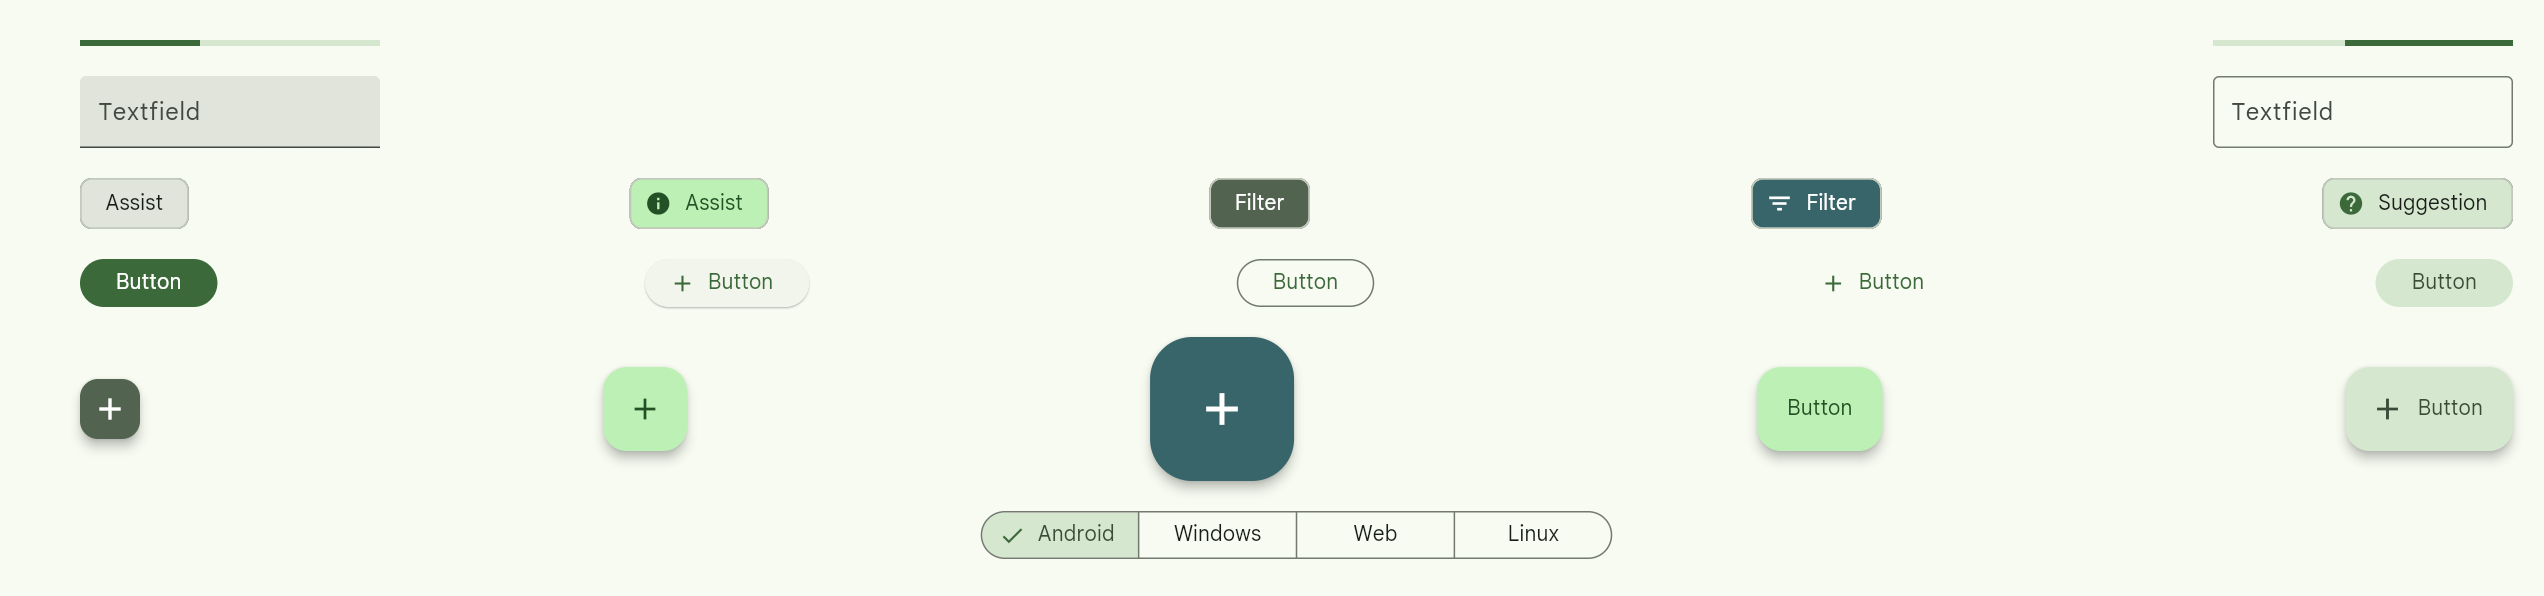 Textfield Textfield
Assist Assist Filter Filter Suggestion
Button Button Button Button Button
Button Button
Android Windows Web Linux